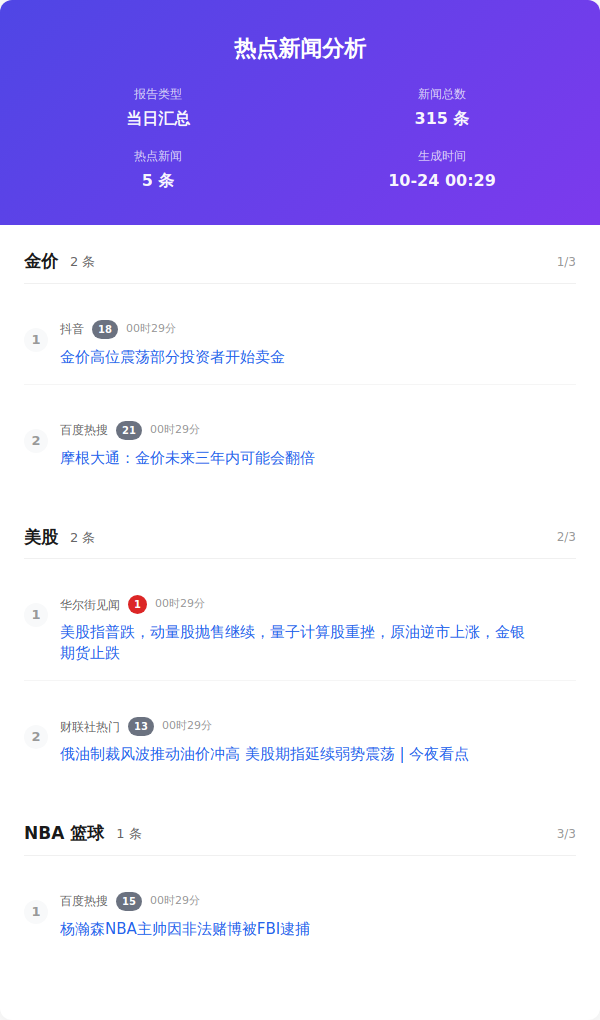 热点新闻分析
报告类型
新闻总数
当日汇总
315 条
热点新闻
生成时间
5 条
10-24 00:29
金价 2 条 1/3
1
抖音 18 00时29分
金价高位震荡部分投资者开始卖金
2
百度热搜 21 00时29分
摩根大通：金价未来三年内可能会翻倍
美股 2 条 2/3
1
华尔街见闻 1 00时29分
美股指普跌，动量股抛售继续，量子计算股重挫，原油逆市上涨，金银
期货止跌
2
财联社热门 13 00时29分
俄油制裁风波推动油价冲高 美股期指延续弱势震荡 | 今夜看点
NBA 篮球 1 条 3/3
1
百度热搜 15 00时29分
杨瀚森NBA主帅因非法赌博被FBI逮捕